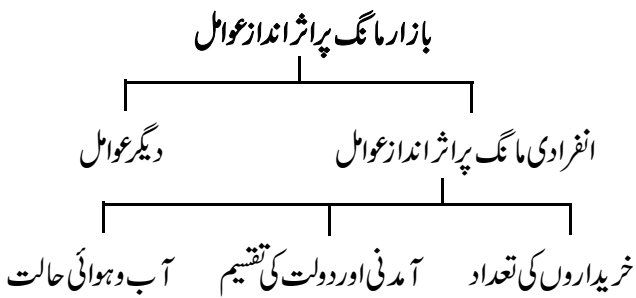 بازار مانگ پر اثر انداز عوامل
انفرادی مانگ پر اثر انداز عوامل
دیگر عوامل
خریداروں کی تعداد
آمدنی اور دولت کی تقسیم
آب و ہوائی حالت